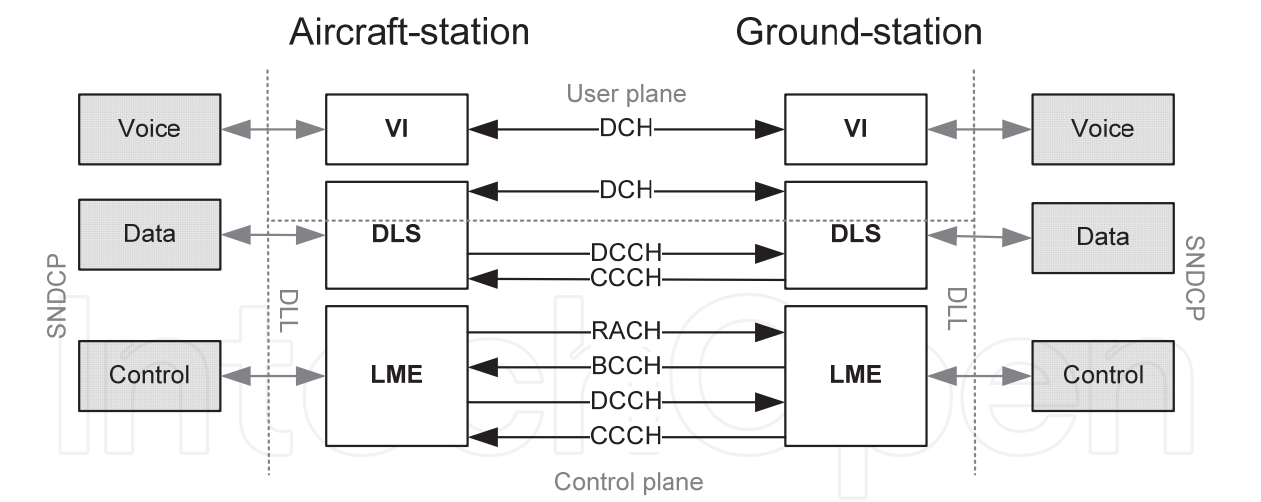 Aircraft-station Ground-station
User plane
Voice VI DCH VI Voice
DCH
Data DLS DLS Data
DCCH
CCCH
SNDCP DLL DLL SNDCP
RACH
BCCH
Control LME LME Control
DCCH
CCCH
Control plane
IntechOpen